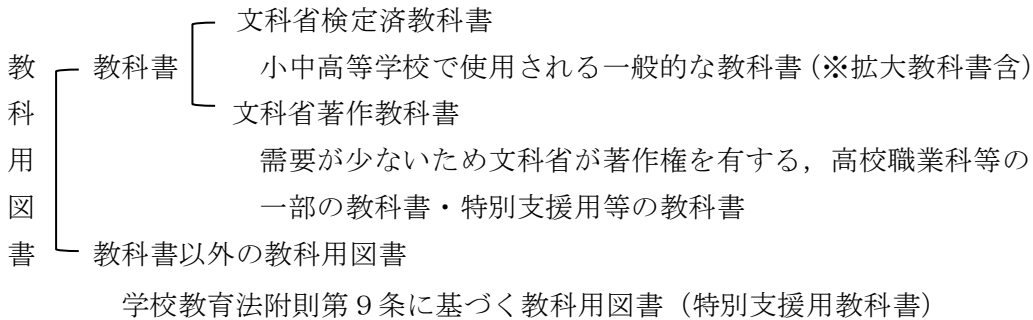 文科省検定済教科書
教科書
小中高等学校で使用される一般的な教科書(※拡大教科書含)
文科省著作教科書
需要が少ないため文科省が著作権を有する，高校職業科等の
一部の教科書・特別支援用等の教科書
教科用図書
教科書以外の教科用図書
学校教育法附則第９条に基づく教科用図書（特別支援用教科書）